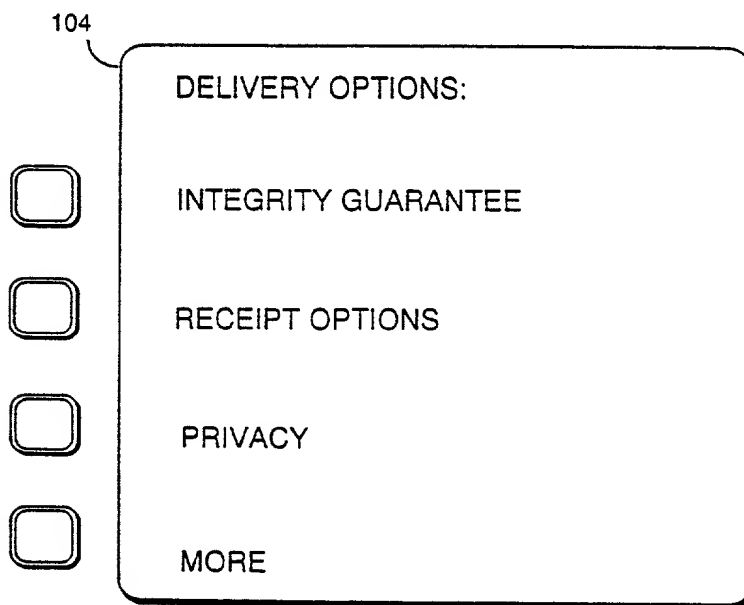 104
DELIVERY OPTIONS:
INTEGRITY GUARANTEE
RECEIPT OPTIONS
PRIVACY
MORE